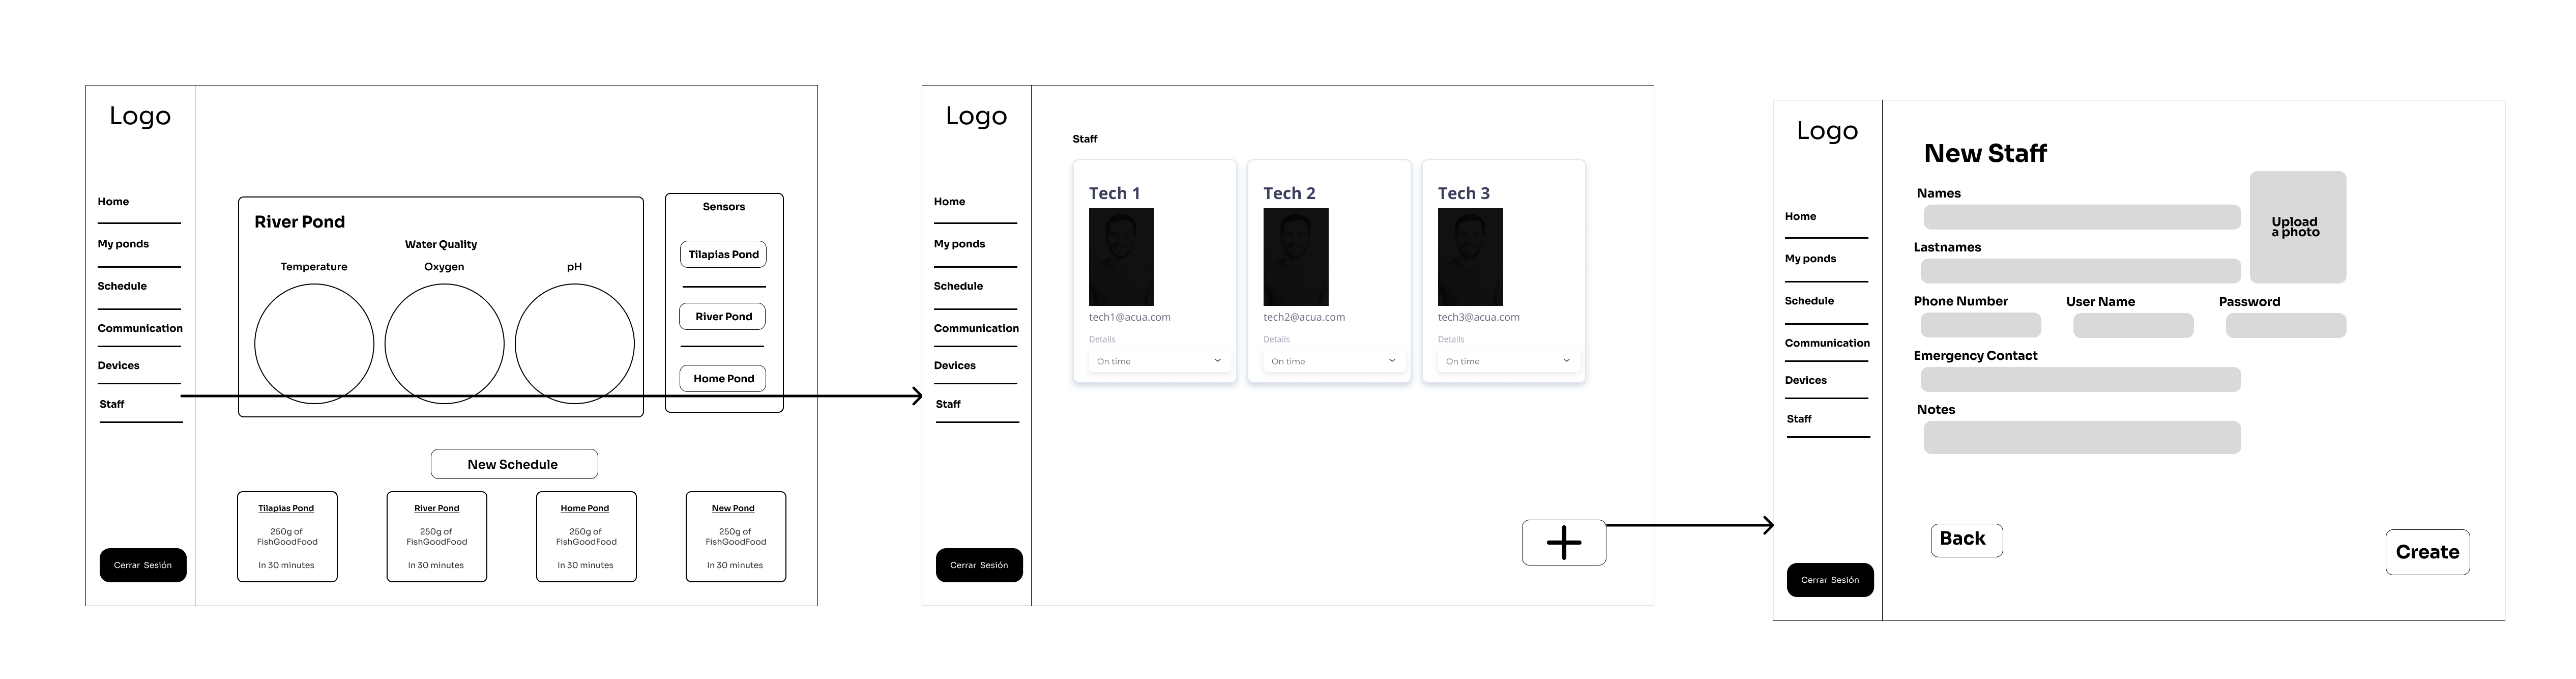 Logo
Home
My ponds
Schedule
Communication
Devices
Staff
Cerrar Sesión
River Pond
Water Quality
Temperature
Oxygen
pH
Sensors
Tilapias Pond
River Pond
Home Pond
New Schedule
Tilapias Pond
250g of
FishGoodFood
In 30 minutes
River Pond
250g of
FishGoodFood
In 30 minutes
Home Pond
250g of
FishGoodFood
In 30 minutes
New Pond
250g of
FishGoodFood
In 30 minutes
Logo
Home
My ponds
Schedule
Communication
Devices
Staff
Cerrar Sesión
Staff
Tech 1
tech1@acua.com
Details
On time
Tech 2
tech2@acua.com
Details
On time
Tech 3
tech3@acua.com
Details
On time
Logo
Home
My ponds
Schedule
Communication
Devices
Staff
Cerrar Sesión
New Staff
Names
Upload
a photo
Lastnames
Phone Number
User Name
Password
Emergency Contact
Notes
Back
Create